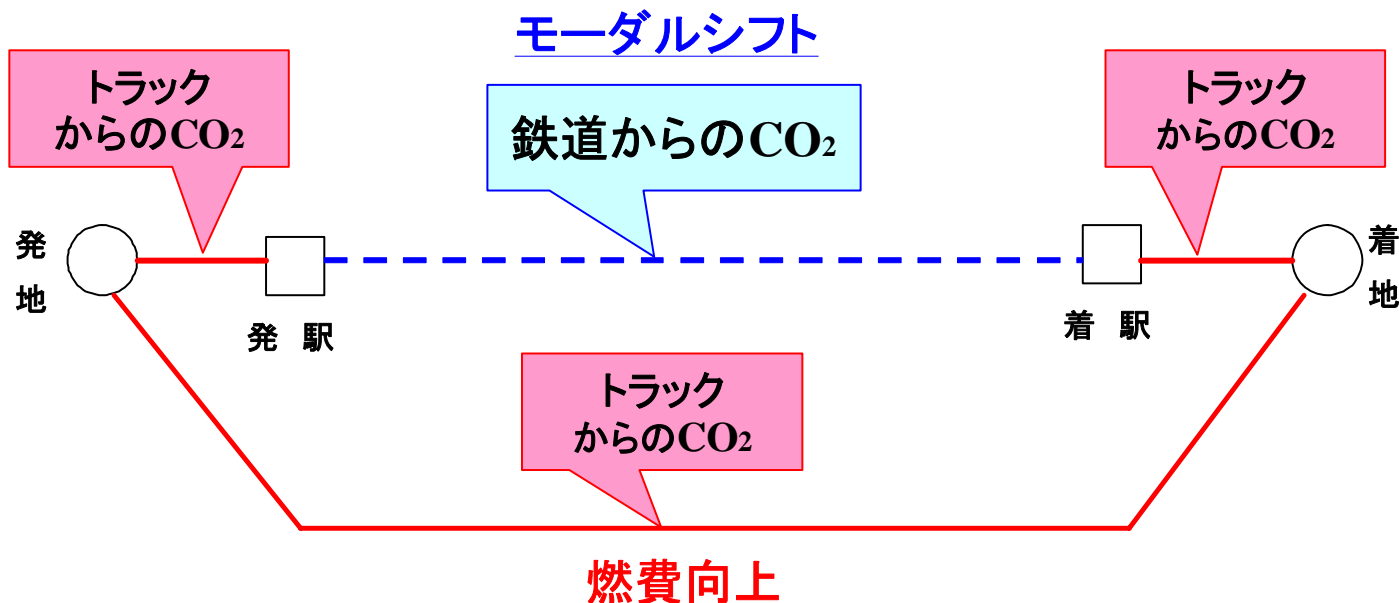 モーダルシフト
トラック
からのCO2
鉄道からのCO2
トラック
からのCO2
発
地
発 駅
着 駅
着
地
トラック
からのCO2
燃費向上